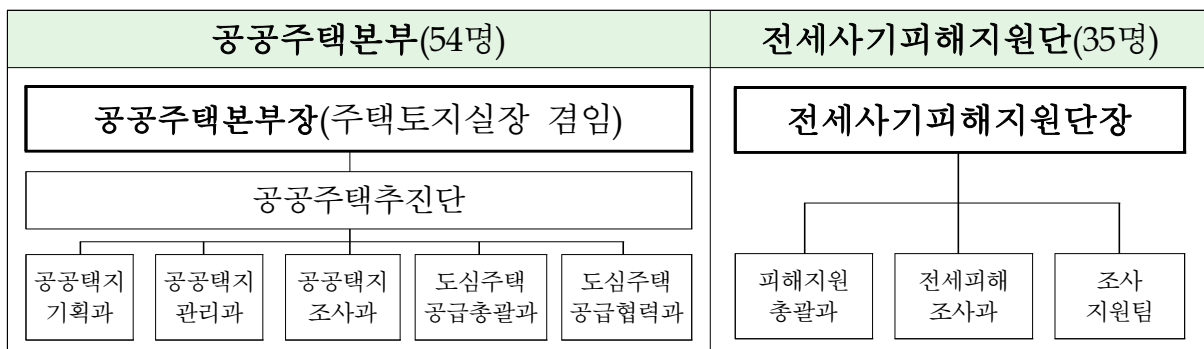 공공주택본부(54명)
전세사기피해지원단(35명)
공공주택본부장(주택토지실장 겸임)
공공주택추진단
공공택지
기획과
공공택지
관리과
공공택지
조사과
도심주택
공급총괄과
도심주택
공급협력과
전세사기피해지원단장
피해지원
총괄과
전세피해
조사과
조사
지원팀